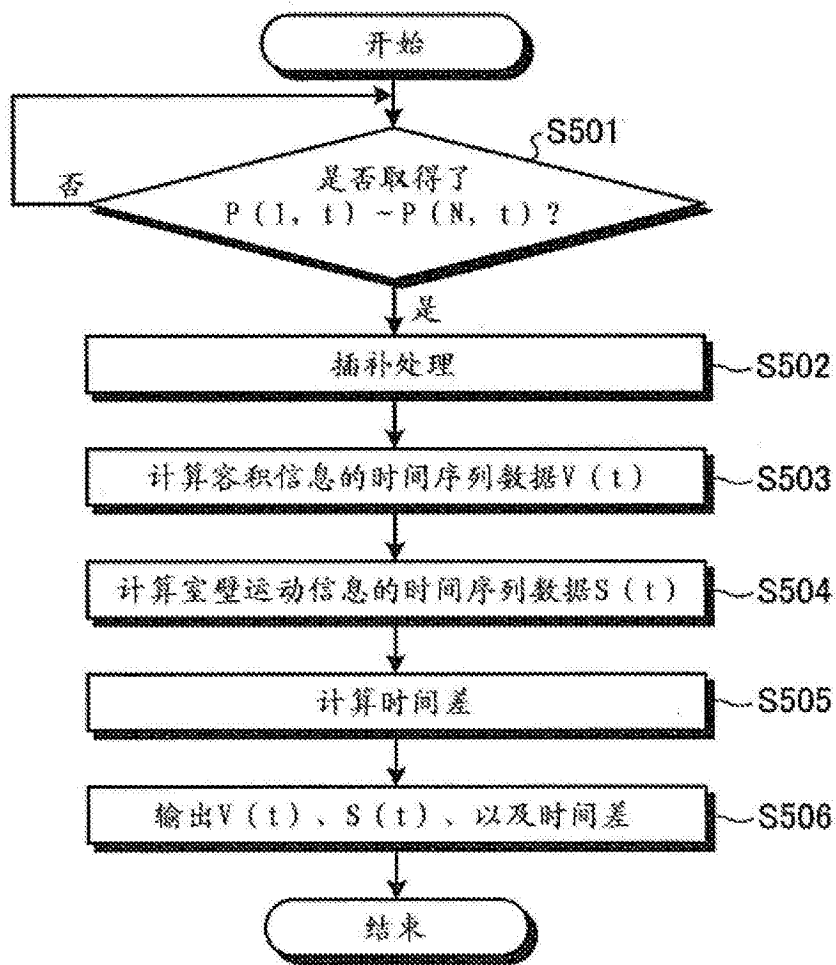 开始
S501
否
是否取得了
P(1, t)~P(N, t)?
是
插补处理
S502
计算容积信息的时间序列数据V(t)
S503
计算室壁运动信息的时间序列数据S(t)
S504
计算时间差
S505
输出V(t)、S(t)、以及时间差
S506
结束